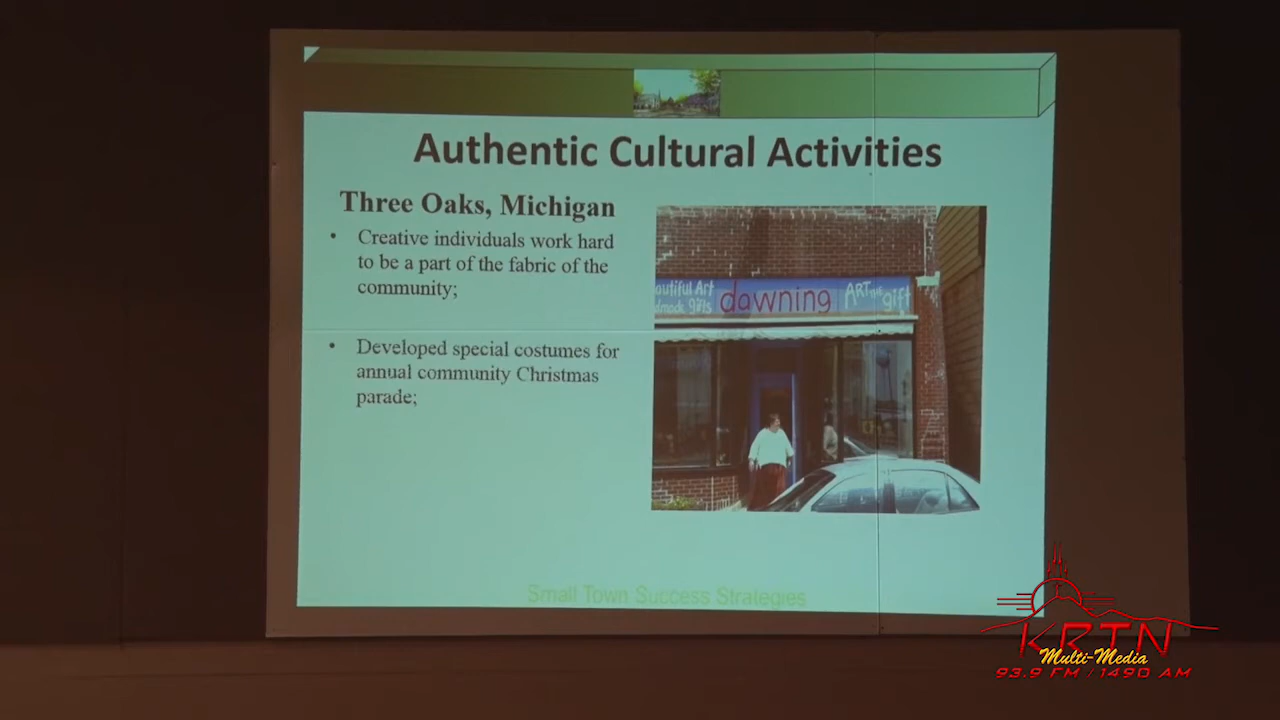 Authentic Cultural Activities
Three Oaks, Michigan
• Creative individuals work hard
to be a part of the fabric of the
community;
• Developed special costumes for
annual community Christmas
parade;
dawning
ART
gift
Small Town Success Strategies
KRTN
Multi-Media
93.9 FM / 1490 AM